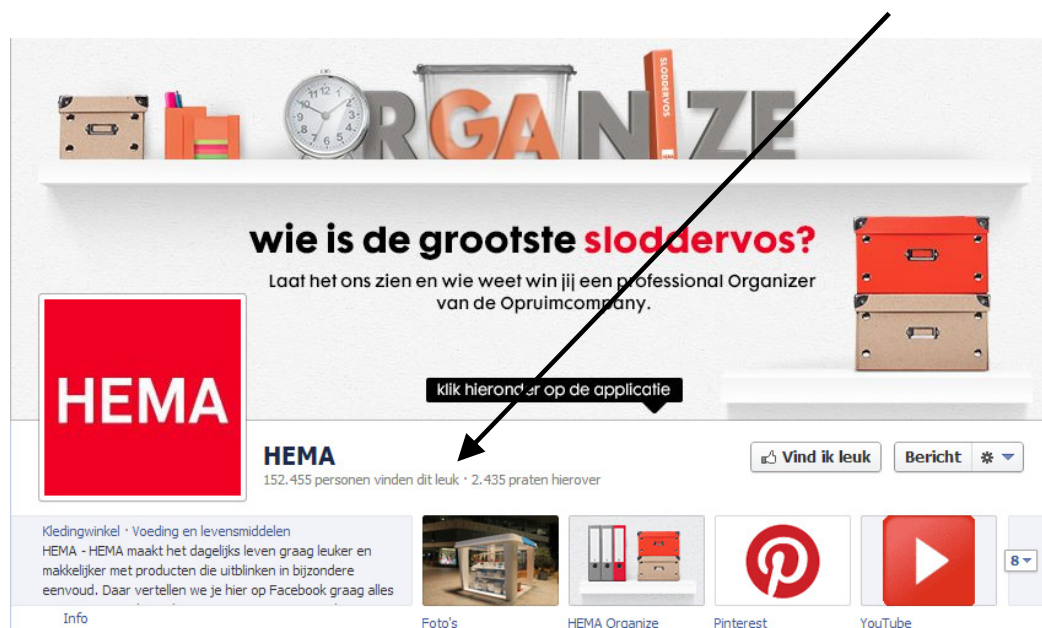 ORGANIZE
SLODDERVOS
HEMA
wie is de grootste sloddervos?
Laat het ons zien en wie weet win jij een professional Organizer
van de Opruimcompany.
klik hieronder op de applicatie
HEMA
HEMA
152.455 personen vinden dit leuk · 2.435 praten hierover
Vind ik leuk
Bericht
Kledingwinkel · Voeding en levensmiddelen
HEMA - HEMA maakt het dagelijks leven graag leuker en
makkelijker met producten die uitblinken in bijzondere
eenvoud. Daar vertellen we je hier op Facebook graag alles
Info
Foto's
HEMA Organize
Pinterest
YouTube
8